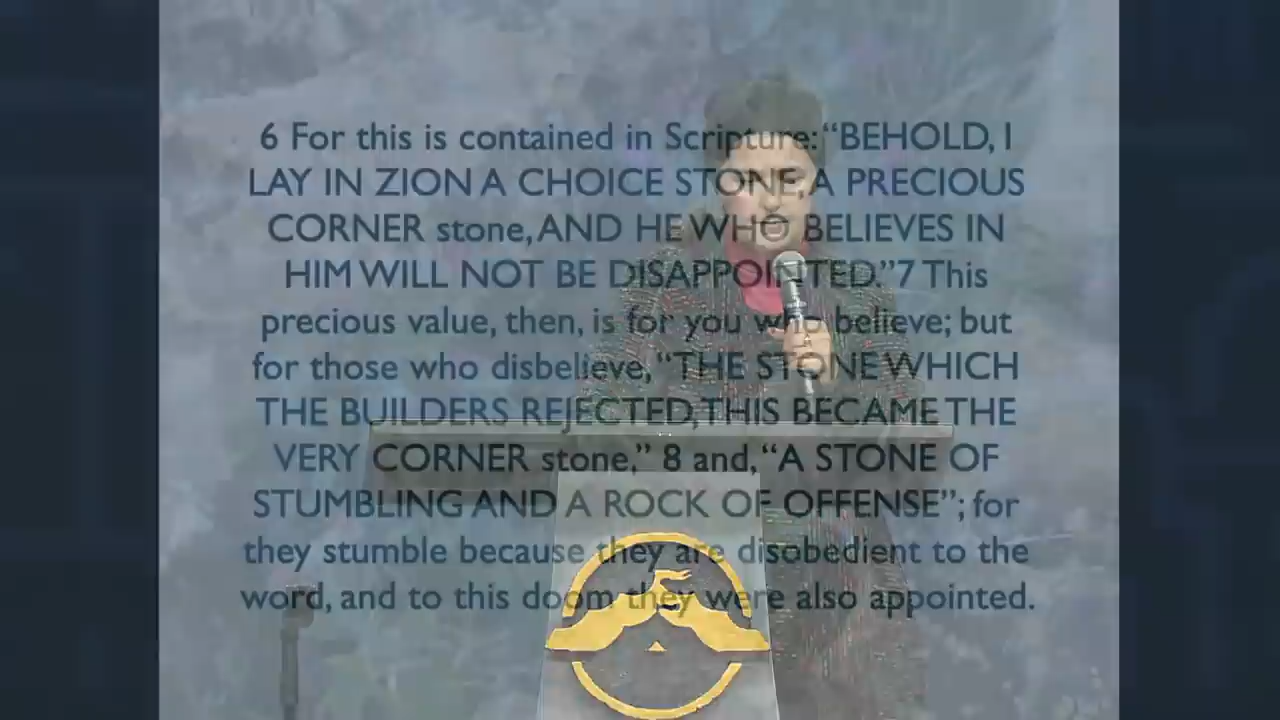 6 For this is contained in Scripture: “BEHOLD, I
LAY IN ZION A CHOICE STONE, A PRECIOUS
CORNER stone, AND HE WHO BELIEVES IN
HIM WILL NOT BE DISAPPOINTED.” 7 This
precious value, then, is for you who believe; but
for those who disbelieve, “THE STONE WHICH
THE BUILDERS REJECTED, THIS BECAME THE
VERY CORNER stone,” 8 and, “A STONE OF
STUMBLING AND A ROCK OF OFFENSE”; for
they stumble because they are disobedient to the
word, and to this doom they were also appointed.